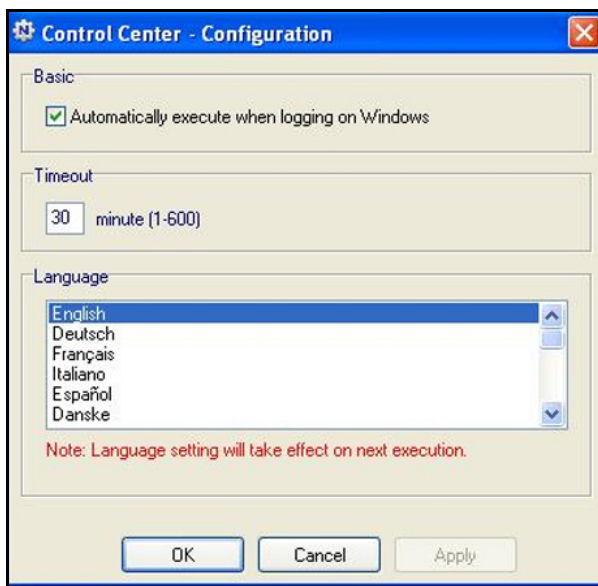 Control Center - Configuration
Basic
Automatically execute when logging on Windows
Timeout
30 minute (1-600)
Language
English
Deutsch
Français
Italiano
Español
Danske
Note: Language setting will take effect on next execution.
OK Cancel Apply